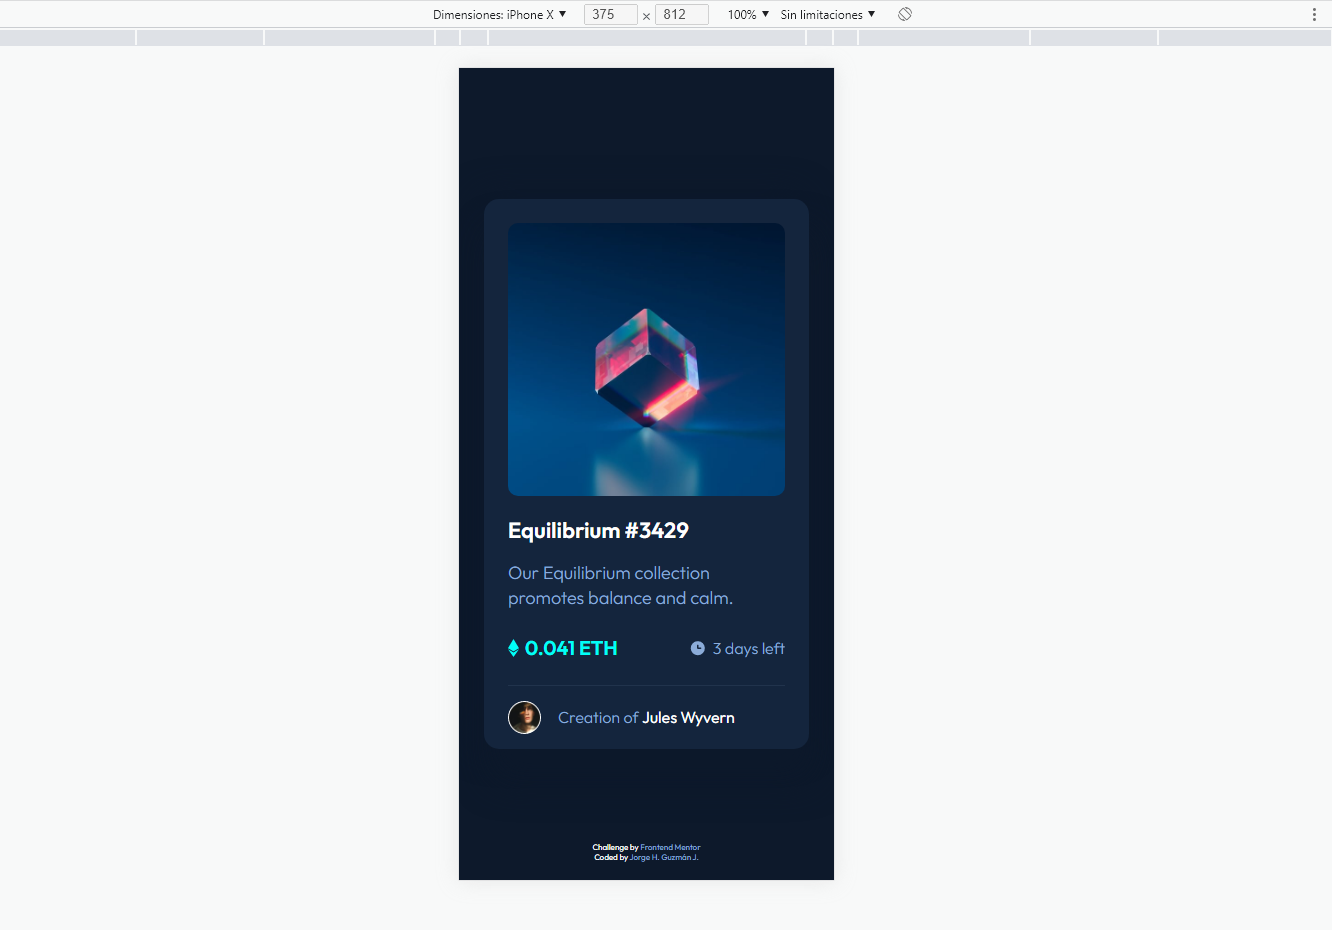 Dimensiones: iPhone X ▼ 375 × 812 100% ▼ Sin limitaciones ▼
Equilibrium #3429
Our Equilibrium collection
promotes balance and calm.
0.041 ETH 3 days left
Creation of Jules Wyvern
Challenge by Frontend Mentor
Coded by Jorge H. Guzmán J.